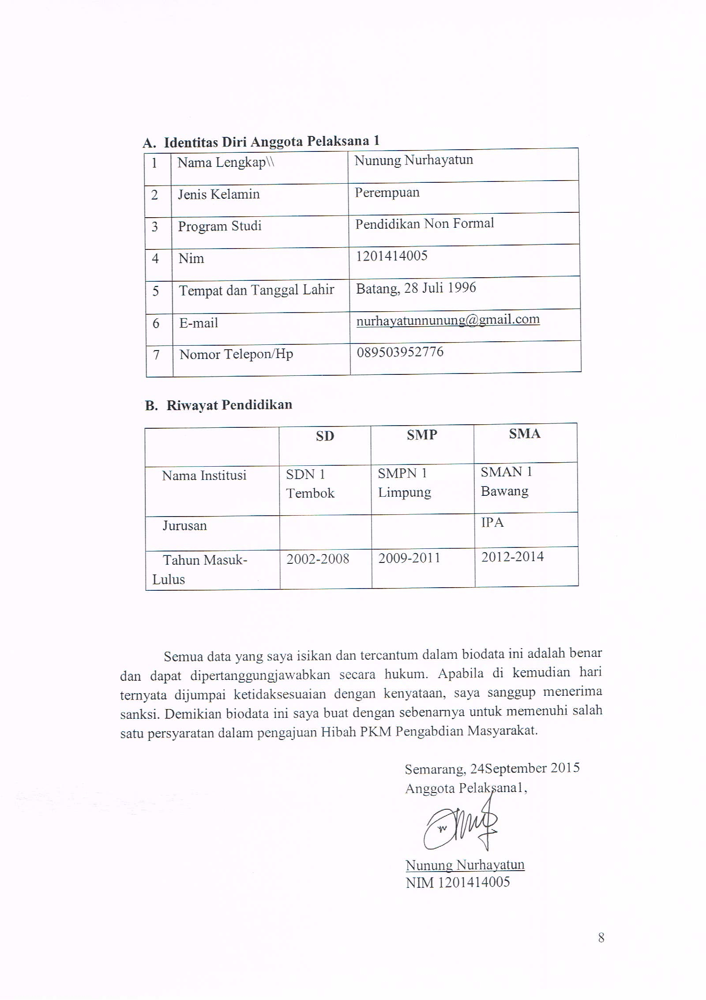 A. Identitas Diri Anggota Pelaksana 1
1 Nama Lengkap\\ Nunung Nurhayatun
2 Jenis Kelamin Perempuan
3 Program Studi Pendidikan Non Formal
4 Nim 1201414005
5 Tempat dan Tanggal Lahir Batang, 28 Juli 1996
6 E-mail nurhayatunnunung@gmail.com
7 Nomor Telepon/Hp 089503952776
B. Riwayat Pendidikan
SD SMP SMA
Nama Institusi SDN 1 SMPN 1 SMAN 1
Tembok Limpung Bawang
Jurusan IPA
Tahun Masuk- 2002-2008 2009-2011 2012-2014
Lulus
Semua data yang saya isikan dan tercantum dalam biodata ini adalah benar
dan dapat dipertanggungjawabkan secara hukum. Apabila di kemudian hari
ternyata dijumpai ketidaksesuaian dengan kenyataan, saya sanggup menerima
sanksi. Demikian biodata ini saya buat dengan sebenarnya untuk memenuhi salah
satu persyaratan dalam pengajuan Hibah PKM Pengabdian Masyarakat.
Semarang, 24September 2015
Anggota Pelaksana1,
Nunung Nurhayatun
NIM 1201414005
8